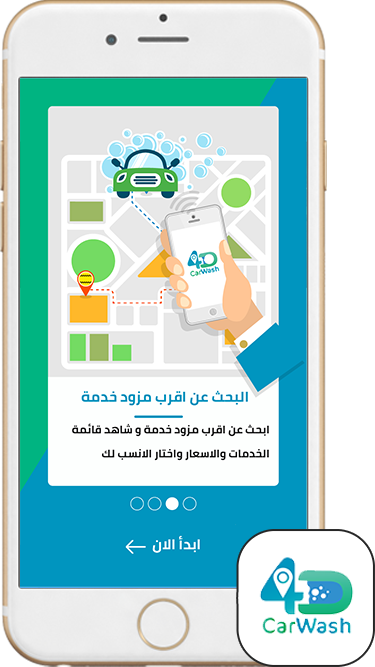 4D
CarWash
البحث عن اقرب مزود خدمة
ابحث عن اقرب مزود خدمة و شاهد قائمة
الخدمات والاسعار واختار الانسب لك
ابدأ الان
4D
CarWash